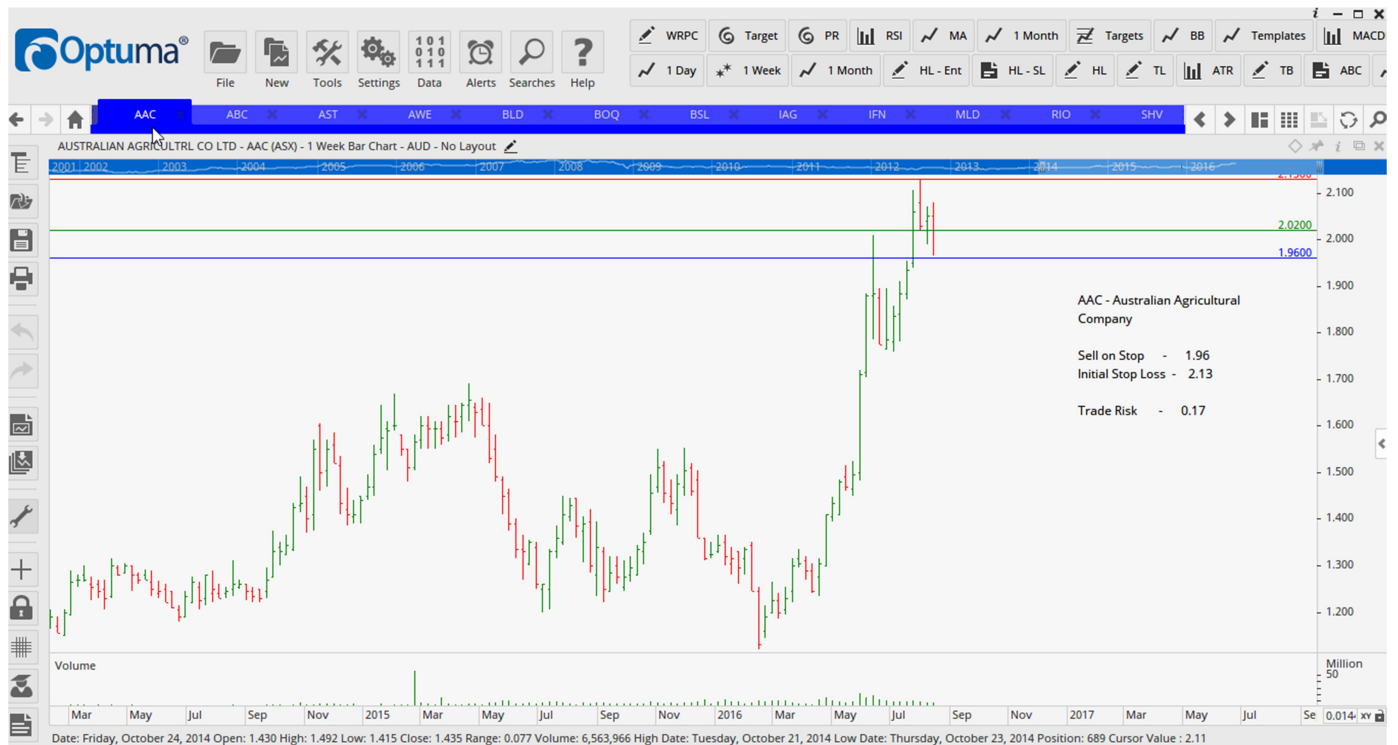 i
Optuma®
File New Tools Settings Data Alerts Searches Help
101
010
111
WRPC Target PR RSI MA 1 Month Targets BB Templates MACD
1 Day 1 Week 1 Month HL - Ent HL - SL HL TL ATR TB ABC
AAC ABC AST AWE BLD BOQ BSL IAG IFN MLD RIO SHV
AUSTRALIAN AGRICULTRL CO LTD - AAC (ASX) - 1 Week Bar Chart - AUD - No Layout
2001 2002 2003 2004 2005 2006 2007 2008 2009 2010 2011 2012 2013 2014 2015 2016
2.1300
2.100
2.0200
2.000
1.9600
1.900
AAC - Australian Agricultural
Company
1.800
Sell on Stop - 1.96
Initial Stop Loss - 2.13
1.700
Trade Risk - 0.17
1.600
1.500
1.400
1.300
1.200
Volume
Million
50
Mar May Jul Sep Nov 2015 Mar May Jul Sep Nov 2016 Mar May Jul Sep Nov 2017 Mar May Jul Se 0.014 XY
Date: Friday, October 24, 2014 Open: 1.430 High: 1.492 Low: 1.415 Close: 1.435 Range: 0.077 Volume: 6,563,966 High Date: Tuesday, October 21, 2014 Low Date: Thursday, October 23, 2014 Position: 689 Cursor Value : 2.11